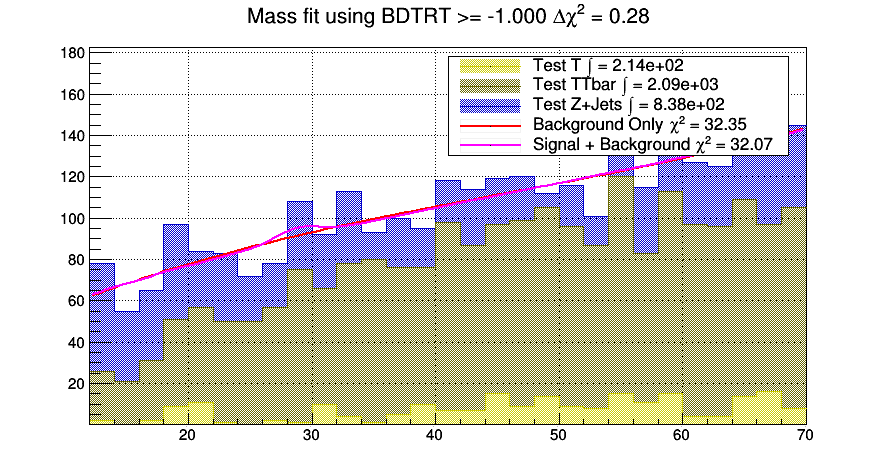 Mass fit using BDTRT >= -1.000 Δχ² = 0.28
180
160
140
120
100
80
60
40
20
Test T ∫ = 2.14e+02
Test TTbar ∫ = 2.09e+03
Test Z+Jets ∫ = 8.38e+02
Background Only χ² = 32.35
Signal + Background χ² = 32.07
20 30 40 50 60 70